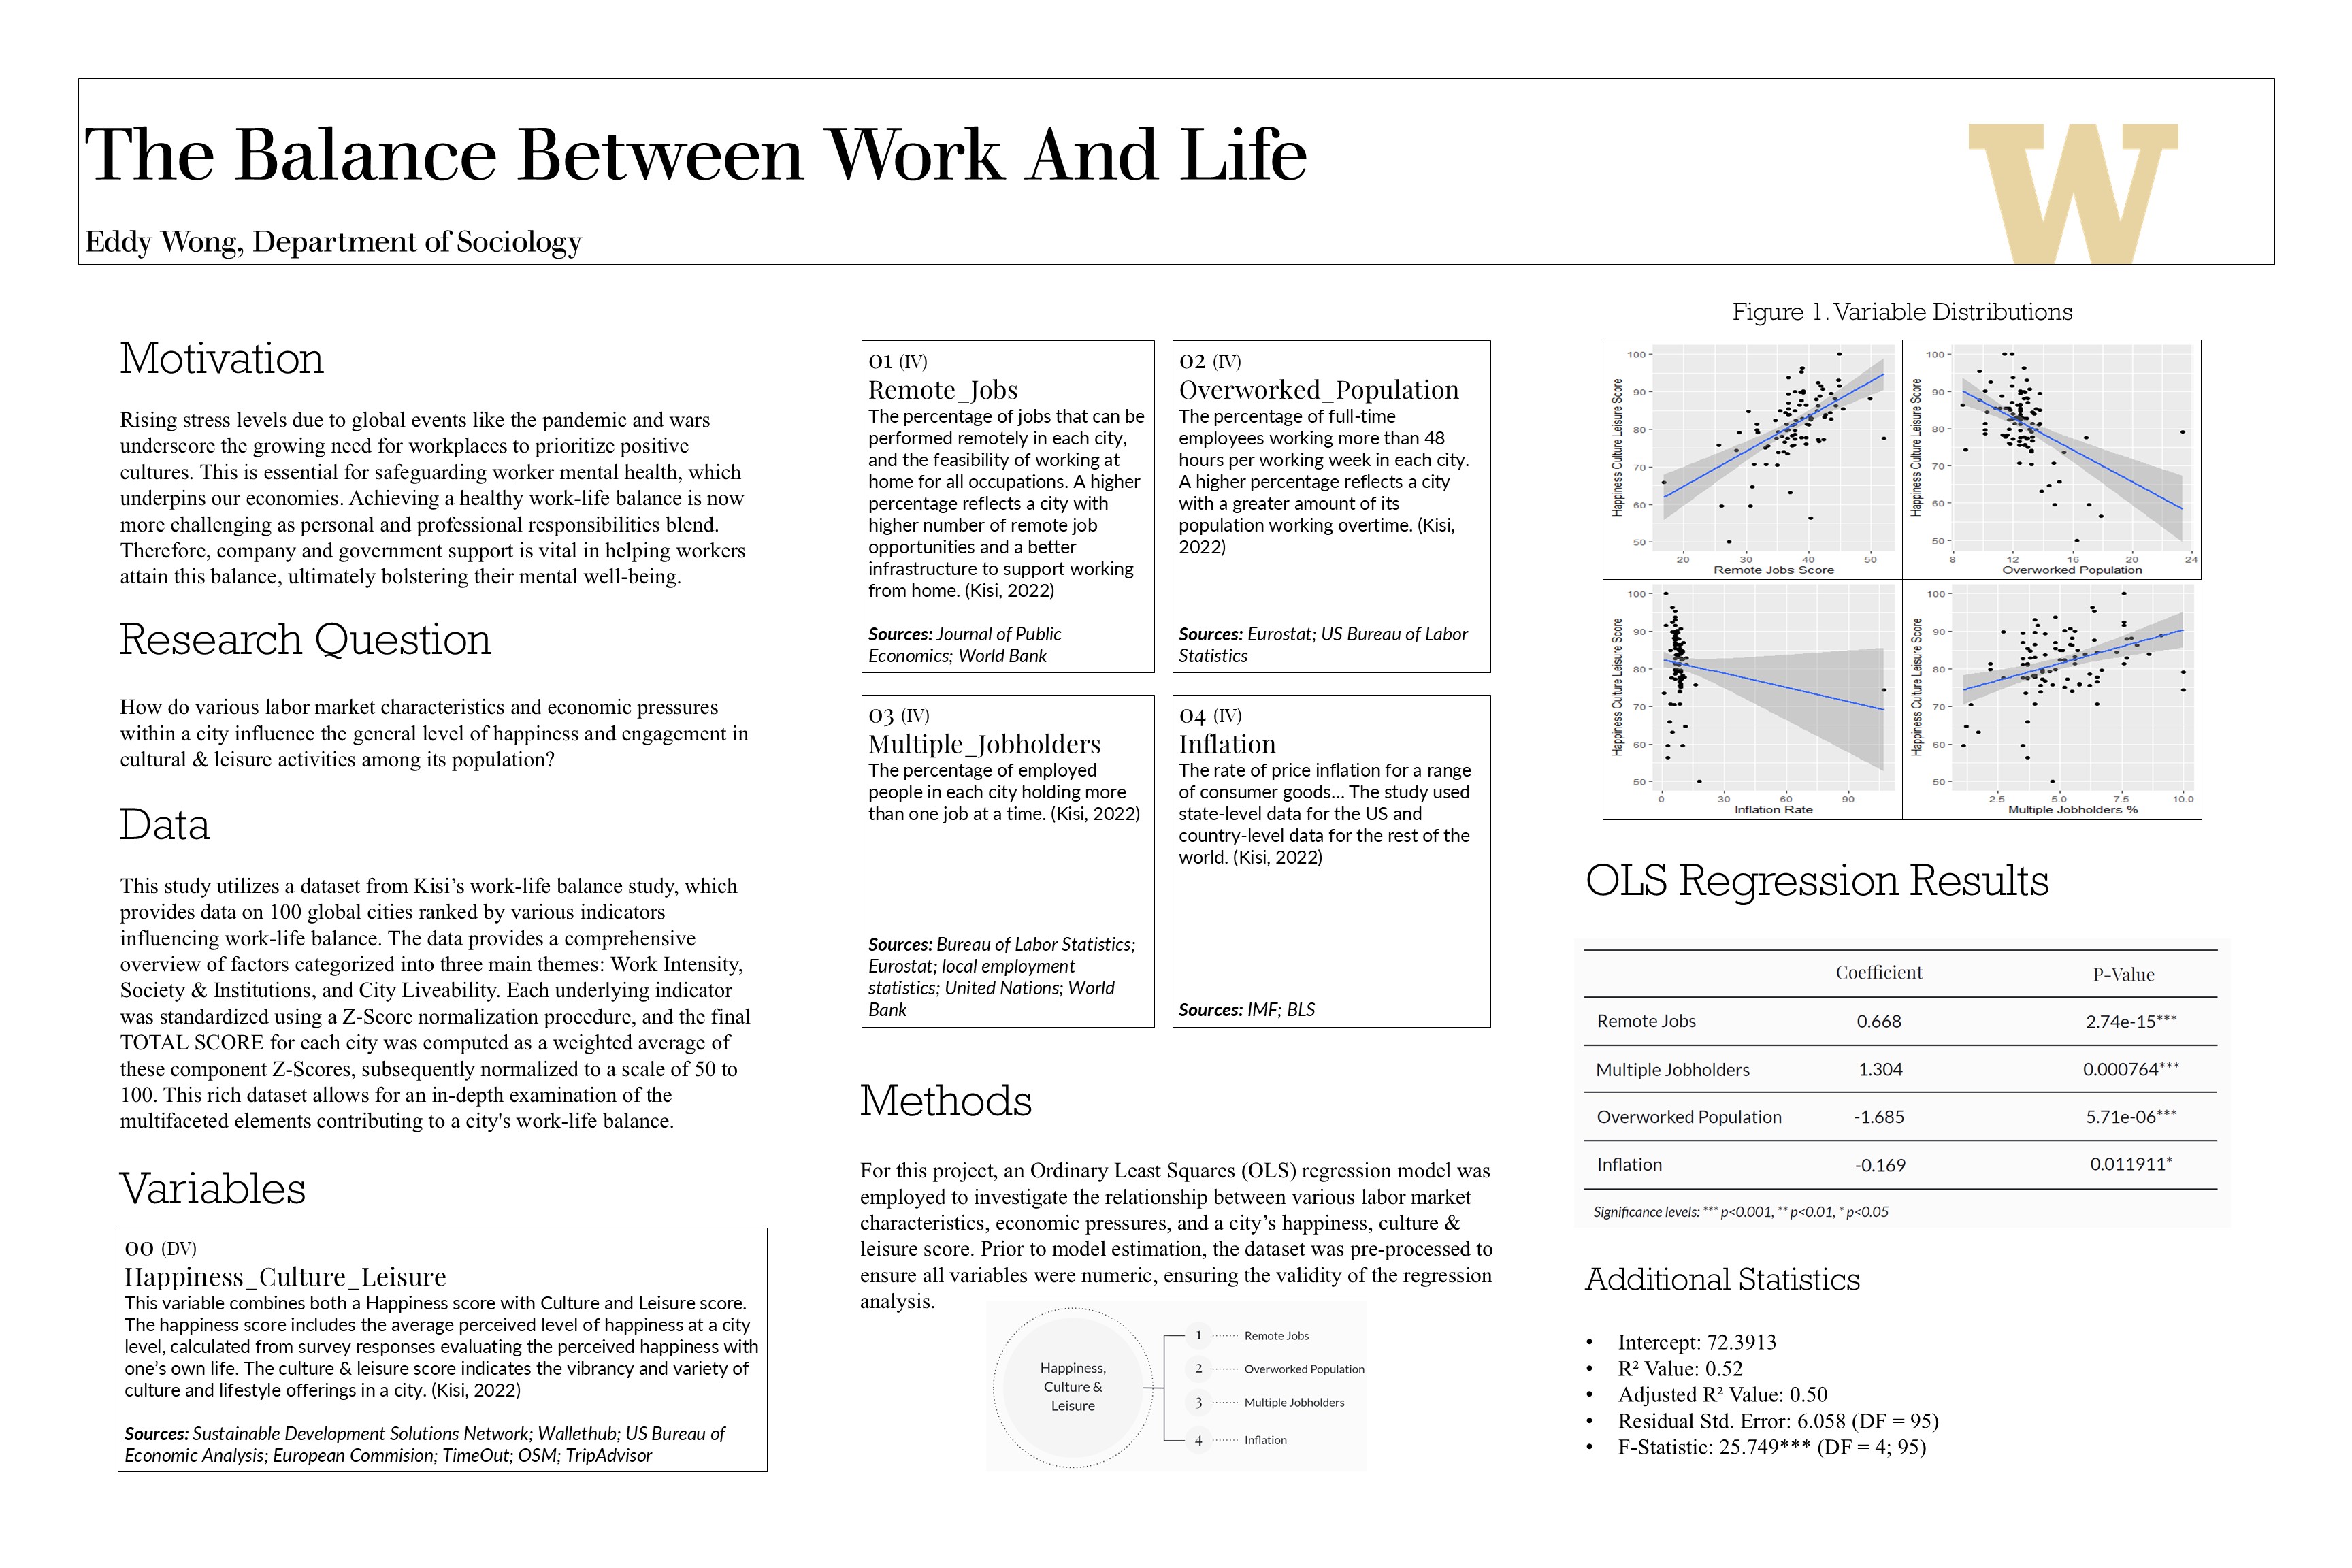 The Balance Between Work And Life
Eddy Wong, Department of Sociology
W
Motivation
Rising stress levels due to global events like the pandemic and wars
underscore the growing need for workplaces to prioritize positive
cultures. This is essential for safeguarding worker mental health, which
underpins our economies. Achieving a healthy work-life balance is now
more challenging as personal and professional responsibilities blend.
Therefore, company and government support is vital in helping workers
attain this balance, ultimately bolstering their mental well-being.
Research Question
How do various labor market characteristics and economic pressures
within a city influence the general level of happiness and engagement in
cultural & leisure activities among its population?
Data
This study utilizes a dataset from Kisi’s work-life balance study, which
provides data on 100 global cities ranked by various indicators
influencing work-life balance. The data provides a comprehensive
overview of factors categorized into three main themes: Work Intensity,
Society & Institutions, and City Liveability. Each underlying indicator
was standardized using a Z-Score normalization procedure, and the final
TOTAL SCORE for each city was computed as a weighted average of
these component Z-Scores, subsequently normalized to a scale of 50 to
100. This rich dataset allows for an in-depth examination of the
multifaceted elements contributing to a city's work-life balance.
Variables
00 (DV)
Happiness_Culture_Leisure
This variable combines both a Happiness score with Culture and Leisure score.
The happiness score includes the average perceived level of happiness at a city
level, calculated from survey responses evaluating the perceived happiness with
one’s own life. The culture & leisure score indicates the vibrancy and variety of
culture and lifestyle offerings in a city. (Kisi, 2022)
Sources: Sustainable Development Solutions Network; Wallethub; US Bureau of
Economic Analysis; European Commision; TimeOut; OSM; TripAdvisor
01 (IV)
Remote_Jobs
The percentage of jobs that can be
performed remotely in each city,
and the feasibility of working at
home for all occupations. A higher
percentage reflects a city with
higher number of remote job
opportunities and a better
infrastructure to support working
from home. (Kisi, 2022)
Sources: Journal of Public
Economics; World Bank
02 (IV)
Overworked_Population
The percentage of full-time
employees working more than 48
hours per working week in each city.
A higher percentage reflects a city
with a greater amount of its
population working overtime. (Kisi,
2022)
Sources: Eurostat; US Bureau of Labor
Statistics
03 (IV)
Multiple_Jobholders
The percentage of employed
people in each city holding more
than one job at a time. (Kisi, 2022)
Sources: Bureau of Labor Statistics;
Eurostat; local employment
statistics; United Nations; World
Bank
04 (IV)
Inflation
The rate of price inflation for a range
of consumer goods... The study used
state-level data for the US and
country-level data for the rest of the
world. (Kisi, 2022)
Sources: IMF; BLS
Methods
For this project, an Ordinary Least Squares (OLS) regression model was
employed to investigate the relationship between various labor market
characteristics, economic pressures, and a city’s happiness, culture &
leisure score. Prior to model estimation, the dataset was pre-processed to
ensure all variables were numeric, ensuring the validity of the regression
analysis.
Happiness,
Culture &
Leisure
1 Remote Jobs
2 Overworked Population
3 Multiple Jobholders
4 Inflation
Figure 1. Variable Distributions
Happiness Culture Leisure Score
100
90
80
70
60
50
20 30 40 50
Remote Jobs Score
Happiness Culture Leisure Score
100
90
80
70
60
50
8 12 16 20 24
Overworked Population
Happiness Culture Leisure Score
100
90
80
70
60
50
0 30 60 90
Inflation Rate
Happiness Culture Leisure Score
100
90
80
70
60
50
2.5 5.0 7.5 10.0
Multiple Jobholders %
OLS Regression Results
Coefficient P-Value
Remote Jobs 0.668 2.74e-15***
Multiple Jobholders 1.304 0.000764***
Overworked Population -1.685 5.71e-06***
Inflation -0.169 0.011911*
Significance levels: *** p<0.001, ** p<0.01, * p<0.05
Additional Statistics
• Intercept: 72.3913
• R² Value: 0.52
• Adjusted R² Value: 0.50
• Residual Std. Error: 6.058 (DF = 95)
• F-Statistic: 25.749*** (DF = 4; 95)